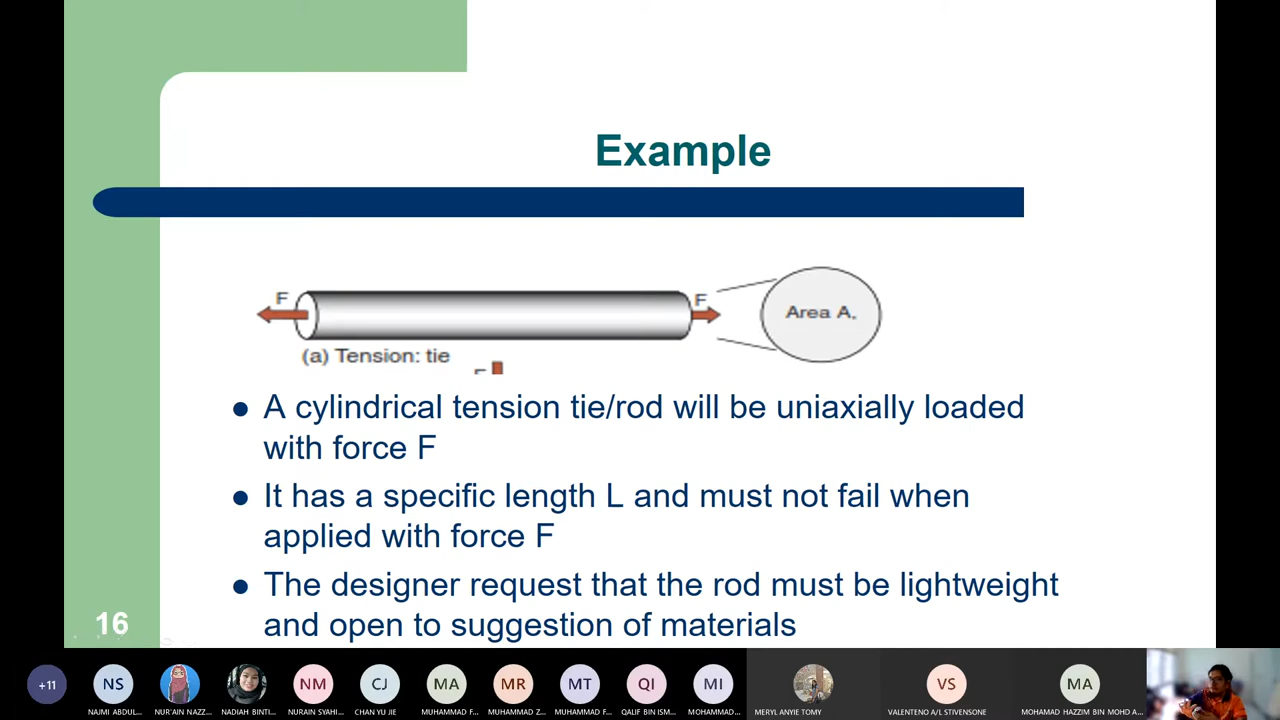 Example
F
F
Area A.
(a) Tension: tie
● A cylindrical tension tie/rod will be uniaxially loaded
with force F
● It has a specific length L and must not fail when
applied with force F
● The designer request that the rod must be lightweight
and open to suggestion of materials
16
+11
NS
NM
CJ
MA
MR
MT
QI
MI
VS
MA
NAJMI ABDUL...
NUR'AIN NAZZ...
NADIAH BINTI...
NURAIN SYAHI...
CHAN YU JIE
MUHAMMAD F...
MUHAMMAD Z...
MUHAMMAD F...
QALIF BIN ISM...
MOHAMMAD...
MERYL ANYIE TOMY
VALENTENO A/L STIVENSONE
MOHAMAD HAZZIM BIN MOHD A...